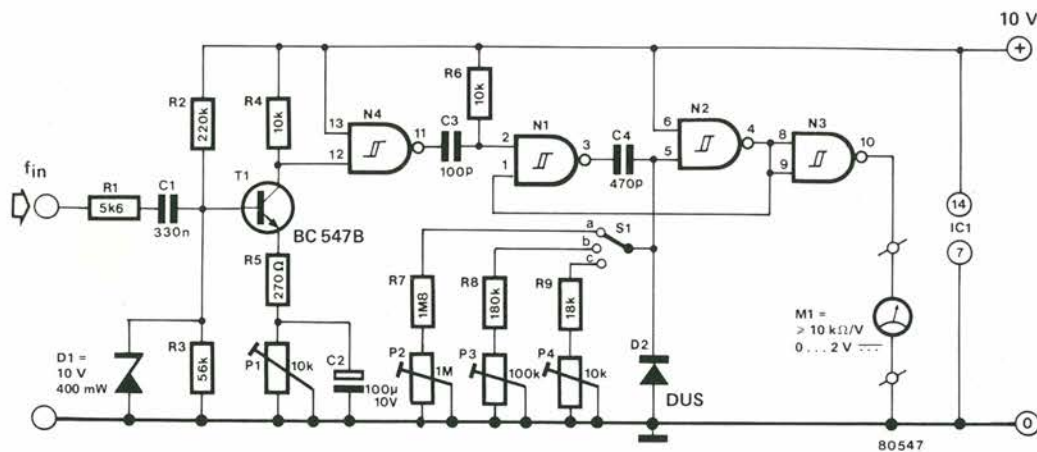 10 V
+
R2
220k
R4
10k
N4
13
12
11
C3
100p
R6
10k
N1
2
1
3
C4
470p
N2
6
5
4
N3
8
9
10
fin
R1
5k6
C1
330n
T1
BC 547B
R5
270 Ω
R7
1M8
R8
180k
R9
18k
a
b
c
S1
14
IC1
7
M1 =
⩾ 10 kΩ/V
0 . . . 2 V ⎓
D1 =
10 V
400 mW
R3
56k
P1
10k
C2
100µ
10V
P2
1M
P3
100k
P4
10k
D2
DUS
80547
0